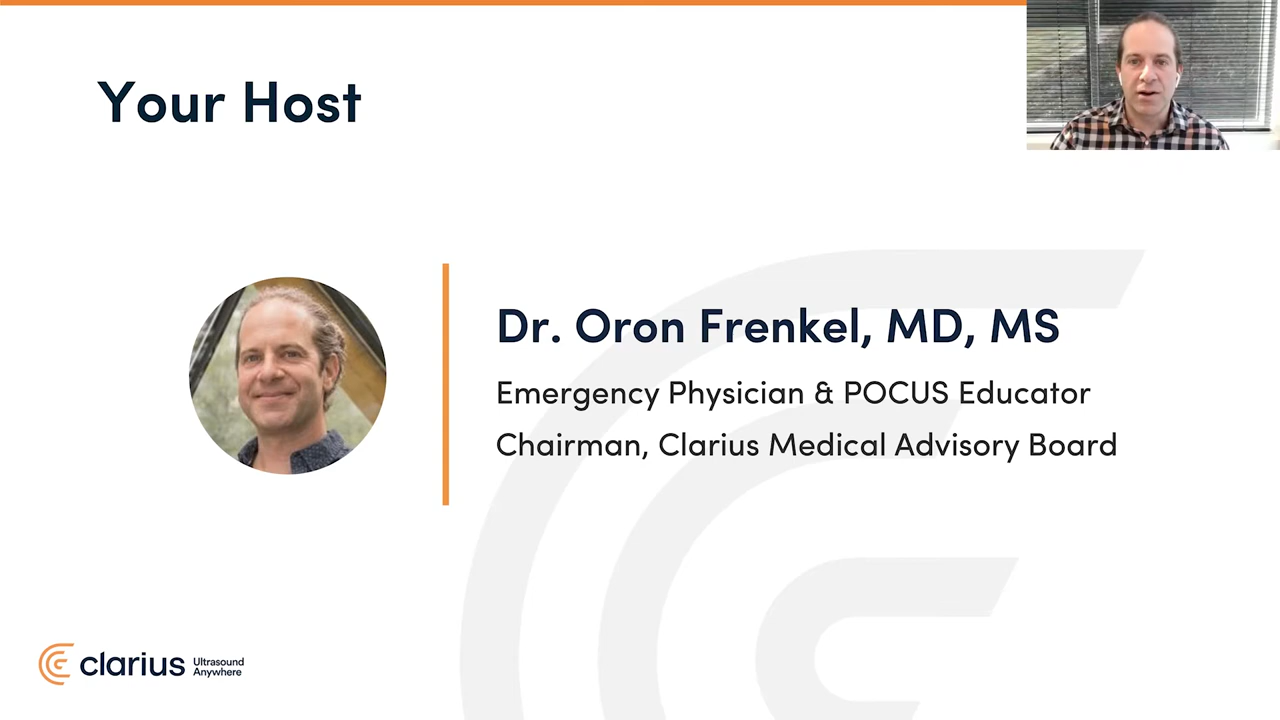 Your Host
Dr. Oron Frenkel, MD, MS
Emergency Physician & POCUS Educator
Chairman, Clarius Medical Advisory Board
clarius Ultrasound
Anywhere